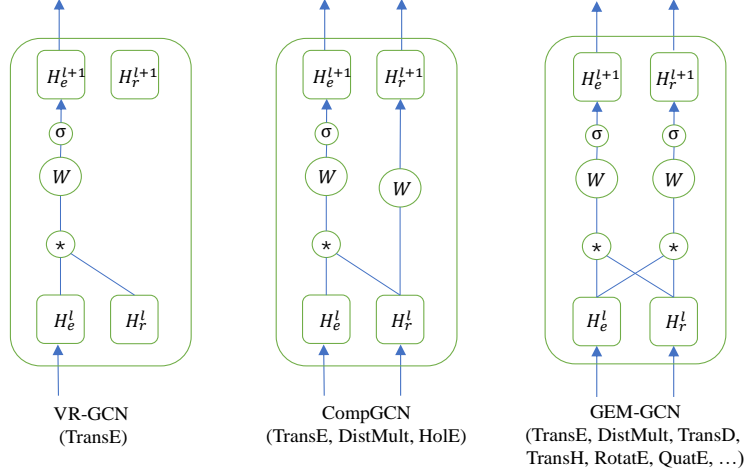 H_e^{l+1} H_r^{l+1} H_e^{l+1} H_r^{l+1} H_e^{l+1} H_r^{l+1}
σ σ σ σ
W W W W W
* * * *
H_e^l H_r^l H_e^l H_r^l H_e^l H_r^l
VR-GCN
(TransE)
CompGCN
(TransE, DistMult, HolE)
GEM-GCN
(TransE, DistMult, TransD,
TransH, RotatE, QuatE, …)